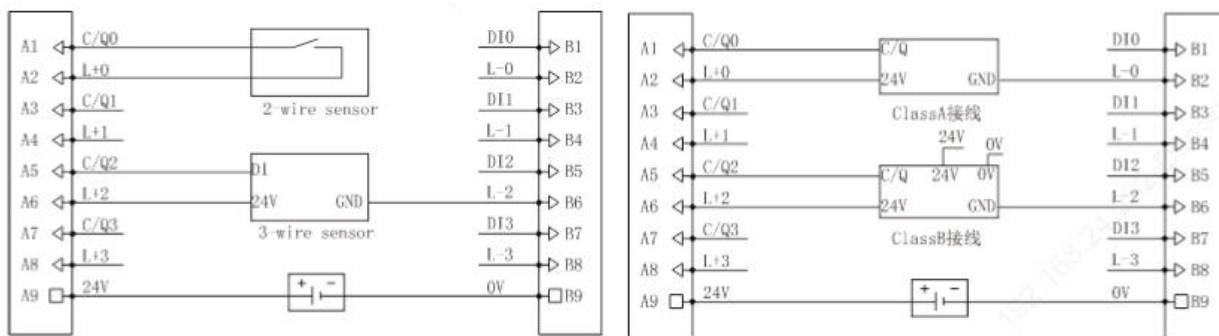 A1 C/Q0 DI0 B1
A2 L+0 L-0 B2
2-wire sensor
A3 C/Q1 DI1 B3
A4 L+1 L-1 B4
A5 C/Q2 DI DI2 B5
A6 L+2 24V GND L-2 B6
3-wire sensor
A7 C/Q3 DI3 B7
A8 L+3 L-3 B8
A9 24V + - 0V B9
A1 C/Q0 C/Q DI0 B1
A2 L+0 24V GND L-0 B2
ClassA接线
A3 C/Q1 DI1 B3
A4 L+1 24V 0V L-1 B4
A5 C/Q2 C/Q 24V 0V DI2 B5
A6 L+2 24V GND L-2 B6
ClassB接线
A7 C/Q3 DI3 B7
A8 L+3 L-3 B8
A9 24V + - 0V B9